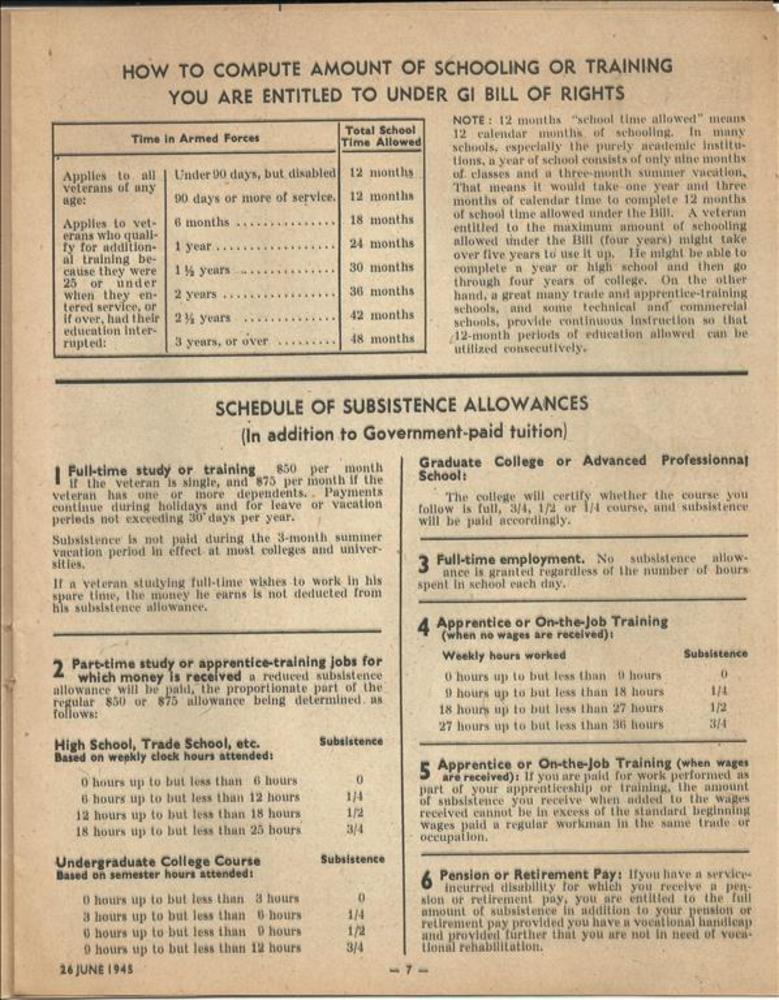 HOW TO COMPUTE AMOUNT OF SCHOOLING OR TRAINING
YOU ARE ENTITLED TO UNDER GI BILL OF RIGHTS
Time in Armed Forces
Total School
Time Allowed
Applies to all
veterans of any
age:
Under 90 days, but disabled 12 months
90 days or more of service. 12 months
Applies to vet-
erans who quali-
fy for addition-
al training be-
cause they were
25 or under
when they en-
tered service, or
if over, had their
education inter-
rupted:
6 months ............... 18 months
1 year ................. 24 months
1 ½ years .............. 30 months
2 years ................ 36 months
2 ½ years .............. 42 months
3 years, or over ......... 48 months
NOTE: 12 months "school time allowed" means
12 calendar months of schooling. In many
schools, especially the purely academic institu-
tions, a year of school consists of only nine months
of classes and a three-month summer vacation.
That means it would take one year and three
months of calendar time to complete 12 months
of school time allowed under the Bill. A veteran
entitled to the maximum amount of schooling
allowed under the Bill (four years) might take
over five years to use it up. He might be able to
complete a year or high school and then go
through four years of college. On the other
hand, a great many trade and apprentice-training
schools, and some technical and commercial
schools, provide continuous instruction so that
12-month periods of education allowed can be
utilized consecutively.
SCHEDULE OF SUBSISTENCE ALLOWANCES
(In addition to Government-paid tuition)
1 Full-time study or training $50 per month
if the veteran is single, and $75 per month if the
veteran has one or more dependents. Payments
continue during holidays and for leave or vacation
periods not exceeding 30 days per year.
Subsistence is not paid during the 3-month summer
vacation period in effect at most colleges and univer-
sities.
If a veteran studying full-time wishes to work in his
spare time, the money he earns is not deducted from
his subsistence allowance.
2 Part-time study or apprentice-training jobs for
which money is received a reduced subsistence
allowance will be paid, the proportionate part of the
regular $50 or $75 allowance being determined as
follows:
High School, Trade School, etc. Subsistence
Based on weekly clock hours attended:
0 hours up to but less than 6 hours 0
6 hours up to but less than 12 hours 1/4
12 hours up to but less than 18 hours 1/2
18 hours up to but less than 25 hours 3/4
Undergraduate College Course Subsistence
Based on semester hours attended:
0 hours up to but less than 3 hours 0
3 hours up to but less than 6 hours 1/4
6 hours up to but less than 9 hours 1/2
9 hours up to but less than 12 hours 3/4
Graduate College or Advanced Professionnal
School:
The college will certify whether the course you
follow is full, 3/4, 1/2 or 1/4 course, and subsistence
will be paid accordingly.
3 Full-time employment. No subsistence allow-
ance is granted regardless of the number of hours
spent in school each day.
4 Apprentice or On-the-Job Training
(when no wages are received):
Weekly hours worked Subsistence
0 hours up to but less than 9 hours 0
9 hours up to but less than 18 hours 1/4
18 hours up to but less than 27 hours 1/2
27 hours up to but less than 36 hours 3/4
5 Apprentice or On-the-Job Training (when wages
are received): If you are paid for work performed as
part of your apprenticeship or training, the amount
of subsistence you receive when added to the wages
received cannot be in excess of the standard beginning
wages paid a regular workman in the same trade or
occupation.
6 Pension or Retirement Pay: If you have a service-
incurred disability for which you receive a pen-
sion or retirement pay, you are entitled to the full
amount of subsistence in addition to your pension or
retirement pay provided you have a vocational handicap
and provided further that you are not in need of voca-
tional rehabilitation.
26 JUNE 1945
— 7 —